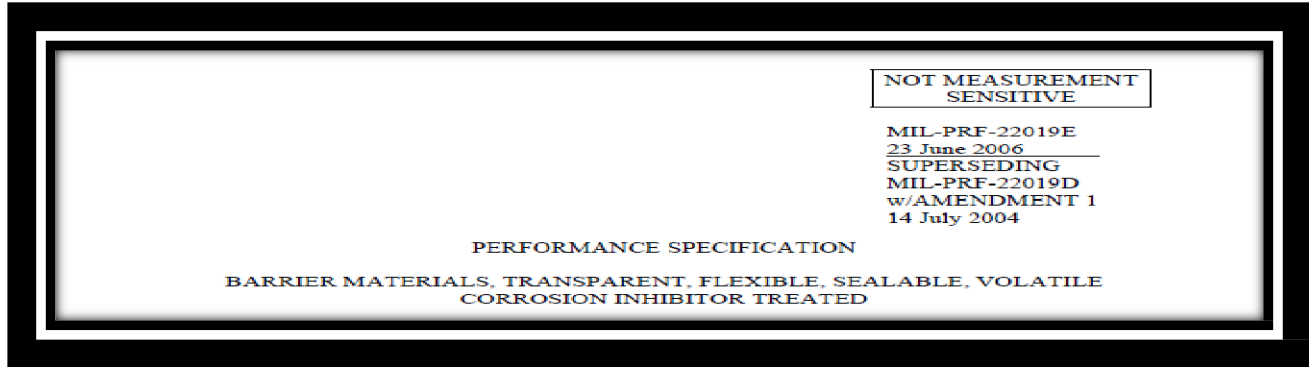 NOT MEASUREMENT
SENSITIVE
MIL-PRF-22019E
23 June 2006
SUPERSEDING
MIL-PRF-22019D
w/AMENDMENT 1
14 July 2004
PERFORMANCE SPECIFICATION
BARRIER MATERIALS, TRANSPARENT, FLEXIBLE, SEALABLE, VOLATILE
CORROSION INHIBITOR TREATED